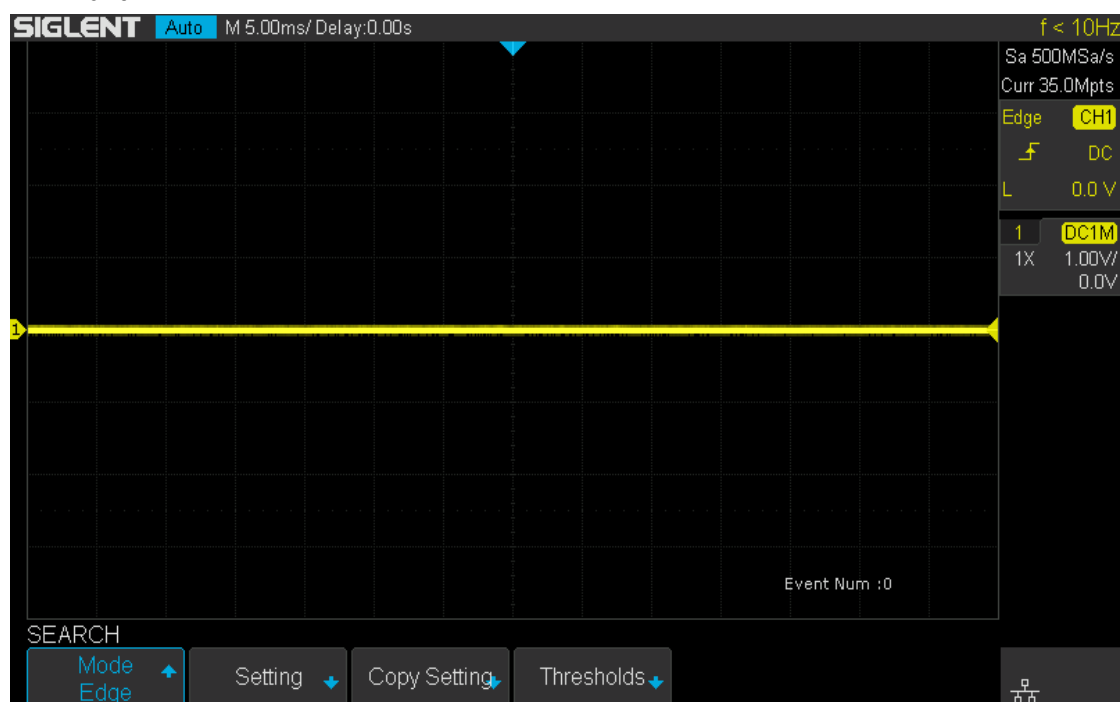 SIGLENT Auto M 5.00ms/ Delay:0.00s f < 10Hz
Sa 500MSa/s
Curr 35.0Mpts
Edge CH1
DC
L 0.0 V
1 DC1M
1X 1.00V/
0.0V
1
Event Num :0
SEARCH
Mode
Edge
Setting
Copy Setting
Thresholds